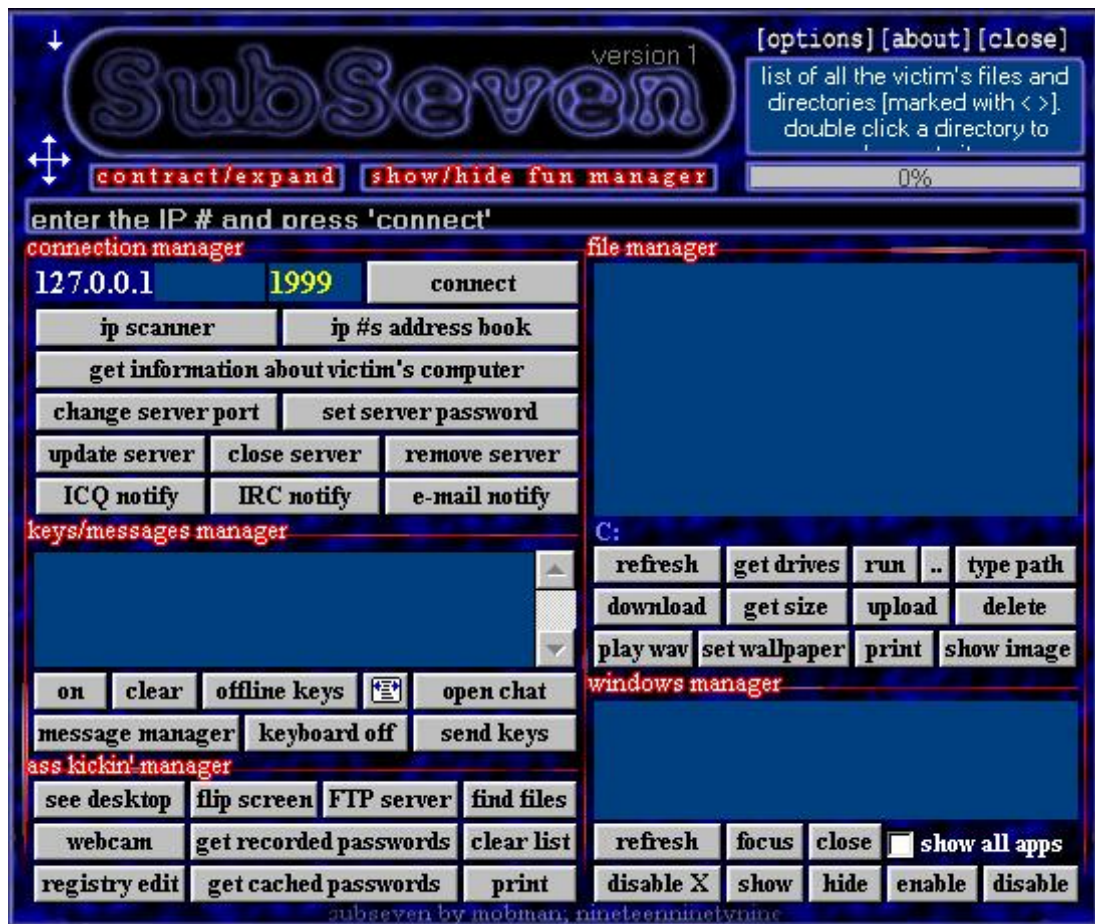 SubSeven
version 1
[options] [about] [close]
list of all the victim's files and
directories [marked with < >].
double click a directory to
contract/expand
show/hide fun manager
0%
enter the IP # and press 'connect'
connection manager
127.0.0.1
1999
connect
ip scanner
ip #s address book
get information about victim's computer
change server port
set server password
update server
close server
remove server
ICQ notify
IRC notify
e-mail notify
keys/messages manager
on
clear
offline keys
open chat
message manager
keyboard off
send keys
ass kickin' manager
see desktop
flip screen
FTP server
find files
webcam
get recorded passwords
clear list
registry edit
get cached passwords
print
file manager
C:
refresh
get drives
run
..
type path
download
get size
upload
delete
play wav
set wallpaper
print
show image
windows manager
refresh
focus
close
show all apps
disable X
show
hide
enable
disable
subseven by mobman; nineteenninetynine